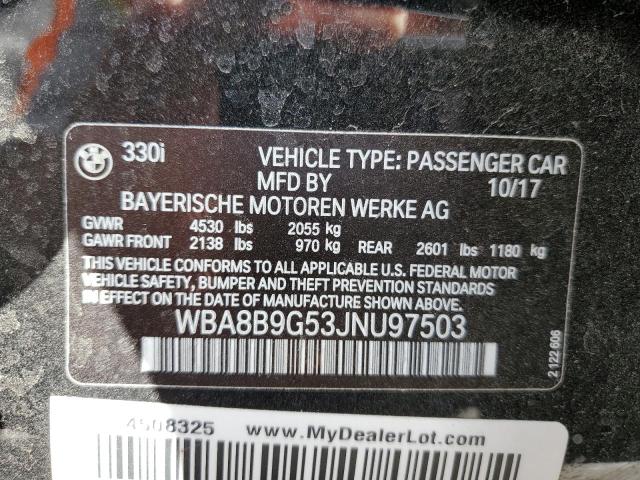 BMW 330i VEHICLE TYPE: PASSENGER CAR
MFD BY 10/17
BAYERISCHE MOTOREN WERKE AG
GVWR 4530 lbs 2055 kg
GAWR FRONT 2138 lbs 970 kg REAR 2601 lbs 1180 kg
THIS VEHICLE CONFORMS TO ALL APPLICABLE U.S. FEDERAL MOTOR
VEHICLE SAFETY, BUMPER AND THEFT PREVENTION STANDARDS
IN EFFECT ON THE DATE OF MANUFACTURE SHOWN ABOVE.
WBA8B9G53JNU97503
2 122 606
4508325 www.MyDealerLot.com